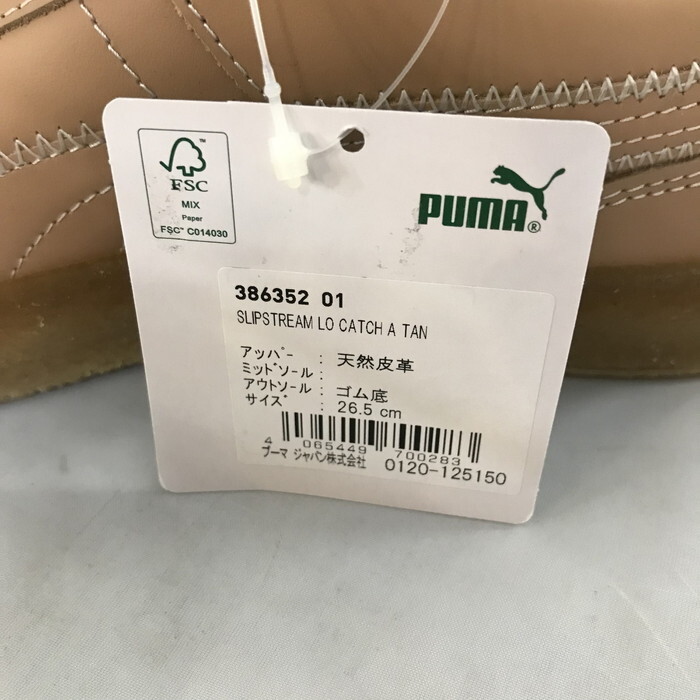 FSC™
MIX
Paper
FSC™ C014030
PUMA®
386352 01
SLIPSTREAM LO CATCH A TAN
アッパー : 天然皮革
ミッドソール :
アウトソール : ゴム底
サイズ : 26.5 cm
4 065449 700283
プーマ ジャパン株式会社 0120-125150